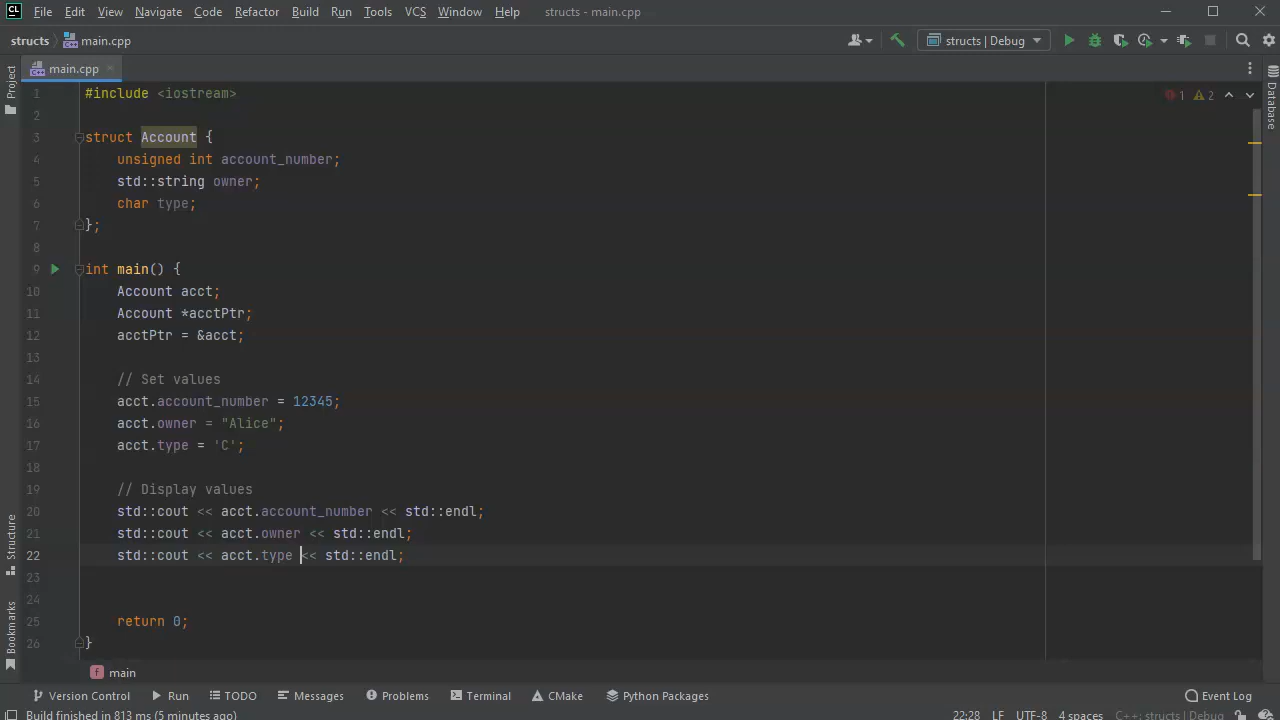 CL File Edit View Navigate Code Refactor Build Run Tools VCS Window Help structs - main.cpp
structs main.cpp structs | Debug
main.cpp
Project
Database
1 2
1 #include <iostream>
2
3 struct Account {
4 unsigned int account_number;
5 std::string owner;
6 char type;
7 };
8
9 int main() {
10 Account acct;
11 Account *acctPtr;
12 acctPtr = &acct;
13
14 // Set values
15 acct.account_number = 12345;
16 acct.owner = "Alice";
17 acct.type = 'C';
18
19 // Display values
20 std::cout << acct.account_number << std::endl;
21 std::cout << acct.owner << std::endl;
22 std::cout << acct.type << std::endl;
23
24
25 return 0;
26 }
Structure
Bookmarks
f main
Version Control Run TODO Messages Problems Terminal CMake Python Packages Event Log
Build finished in 813 ms (5 minutes ago) 22:28 LF UTF-8 4 spaces C++: structs | Debug